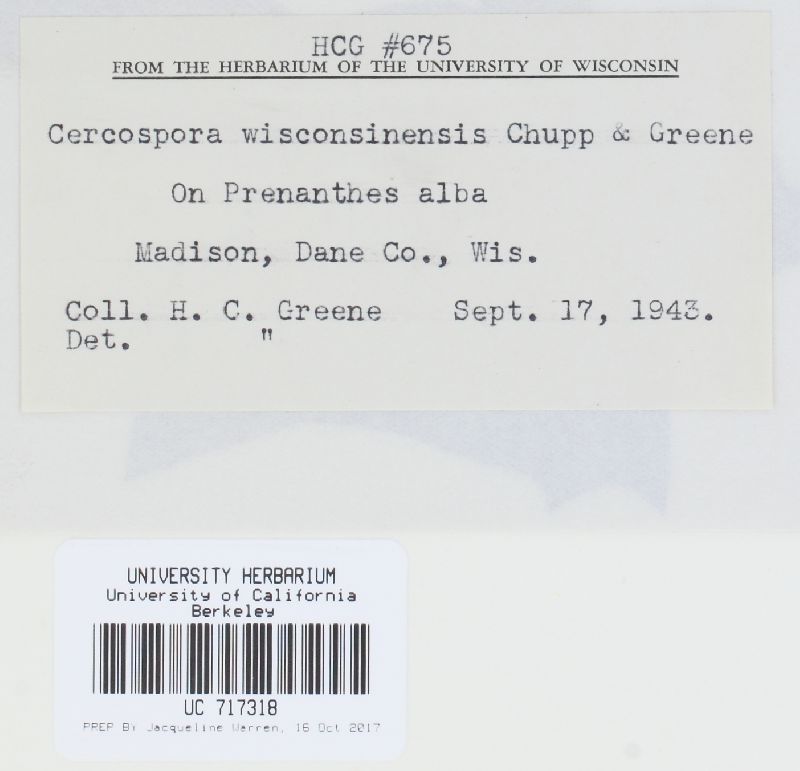 HCG #675
FROM THE HERBARIUM OF THE UNIVERSITY OF WISCONSIN
Cercospora wisconsinensis Chupp & Greene
On Prenanthes alba
Madison, Dane Co., Wis.
Coll. H. C. Greene Sept. 17, 1943.
Det. "
UNIVERSITY HERBARIUM
University of California
Berkeley
UC 717318
PREP BY Jacqueline Warren, 16 Oct 2017